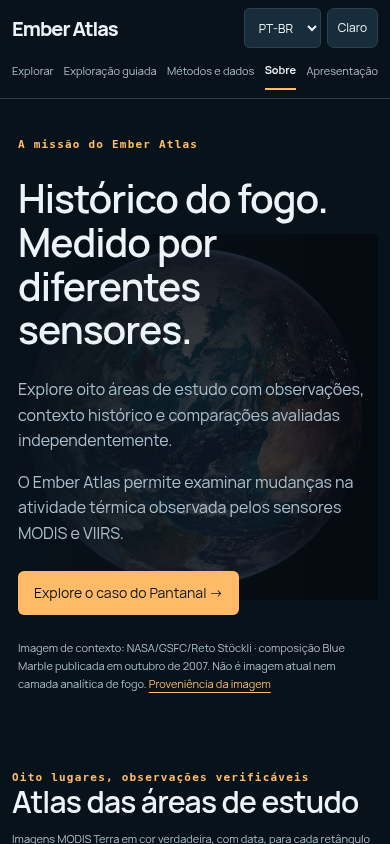 Ember Atlas
PT-BR
Claro
Explorar Exploração guiada Métodos e dados Sobre Apresentação
A missão do Ember Atlas
Histórico do fogo.
Medido por
diferentes
sensores.
Explore oito áreas de estudo com observações,
contexto histórico e comparações avaliadas
independentemente.
O Ember Atlas permite examinar mudanças na
atividade térmica observada pelos sensores
MODIS e VIIRS.
Explore o caso do Pantanal →
Imagem de contexto: NASA/GSFC/Reto Stöckli · composição Blue
Marble publicada em outubro de 2007. Não é imagem atual nem
camada analítica de fogo. Proveniência da imagem
Oito lugares, observações verificáveis
Atlas das áreas de estudo
Imagens MODIS Terra em cor verdadeira, com data, para cada retângulo